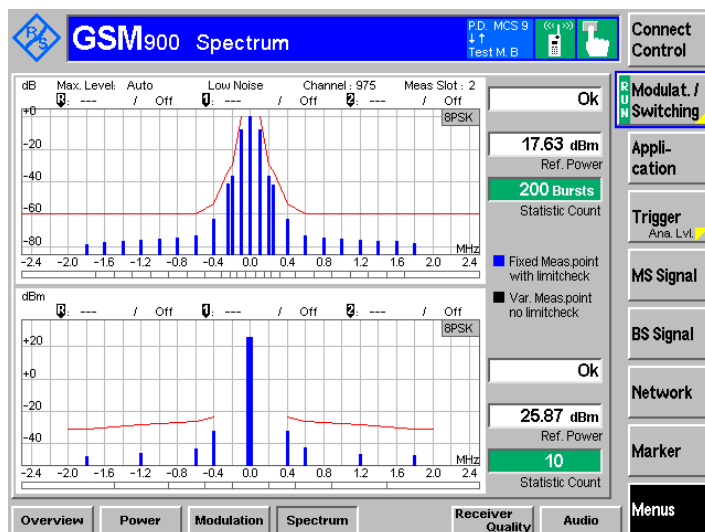 R/S
GSM900 Spectrum
P.D. MCS 9
↓↑
Test M. B
Connect Control
dB Max. Level: Auto Low Noise Channel : 975 Meas Slot : 2
R: --- / Off 1: --- / Off 2: --- / Off
8PSK
+0
-20
-40
-60
-80
MHz
-2.4 -2.0 -1.6 -1.2 -0.8 -0.4 0.0 0.4 0.8 1.2 1.6 2.0 2.4
Ok
17.63 dBm
Ref. Power
200 Bursts
Statistic Count
Fixed Meas.point
with limitcheck
Var. Meas.point
no limitcheck
dBm
R: --- / Off 1: --- / Off 2: --- / Off
8PSK
+20
+0
-20
-40
MHz
-2.4 -2.0 -1.6 -1.2 -0.8 -0.4 0.0 0.4 0.8 1.2 1.6 2.0 2.4
Ok
25.87 dBm
Ref. Power
10
Statistic Count
RUN
Modulat. /
Switching
Appli-
cation
Trigger
Ana. Lvl.
MS Signal
BS Signal
Network
Marker
Menus
Overview Power Modulation Spectrum Receiver Quality Audio